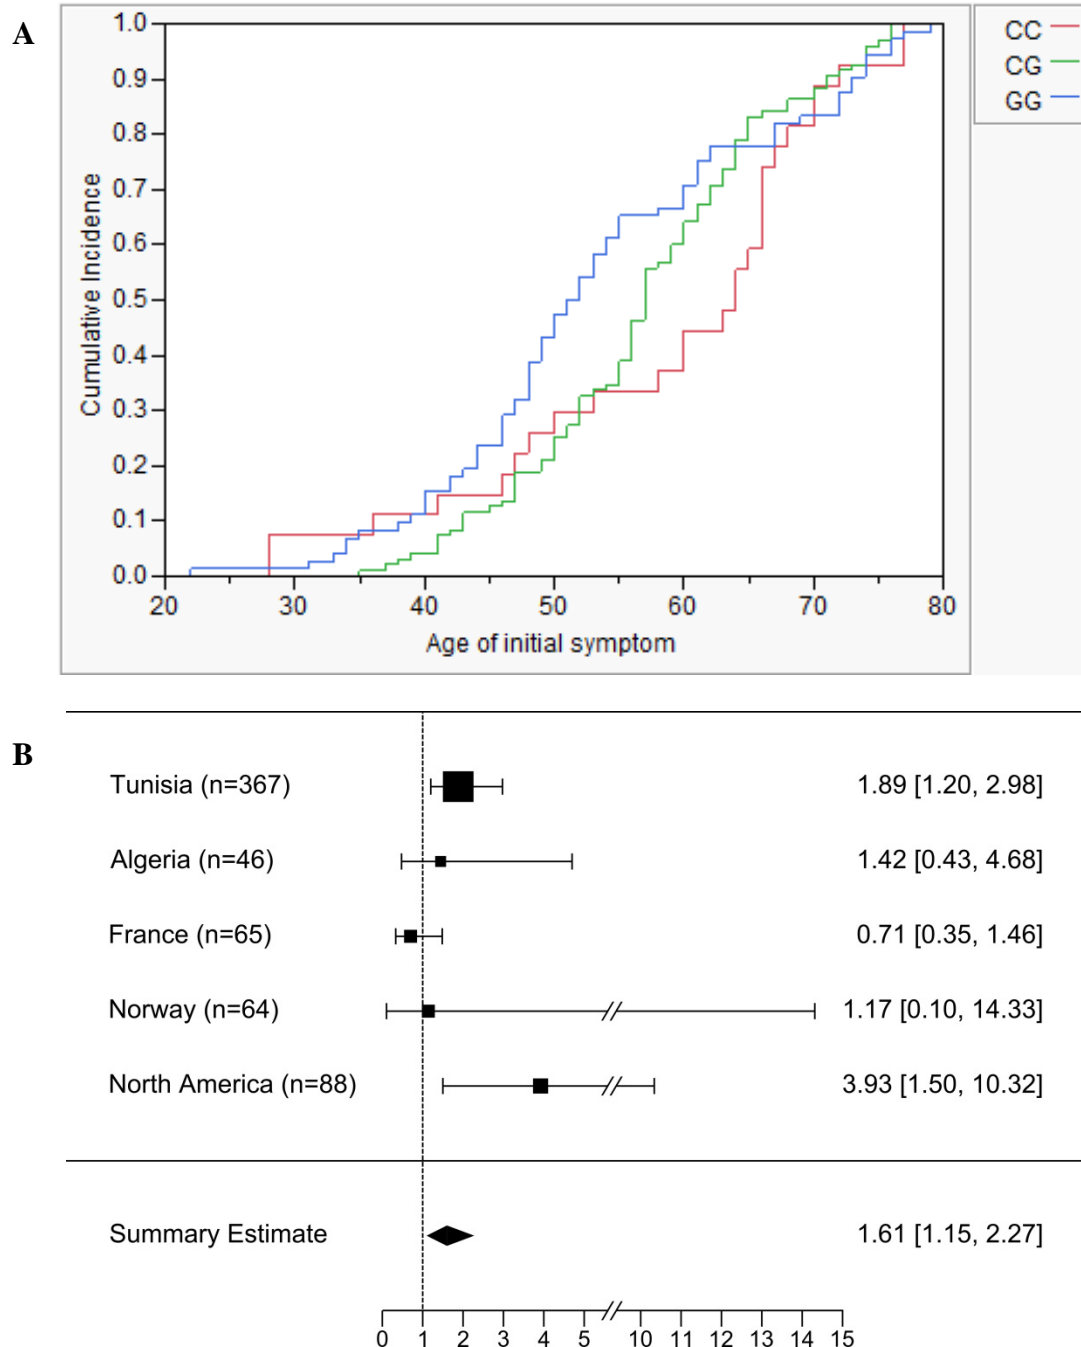 A
CC
CG
GG
1.0
0.9
0.8
0.7
0.6
0.5
0.4
0.3
0.2
0.1
0.0
Cumulative Incidence
20 30 40 50 60 70 80
Age of initial symptom
B
Tunisia (n=367) 1.89 [1.20, 2.98]
Algeria (n=46) 1.42 [0.43, 4.68]
France (n=65) 0.71 [0.35, 1.46]
Norway (n=64) 1.17 [0.10, 14.33]
North America (n=88) 3.93 [1.50, 10.32]
Summary Estimate 1.61 [1.15, 2.27]
0 1 2 3 4 5 10 11 12 13 14 15